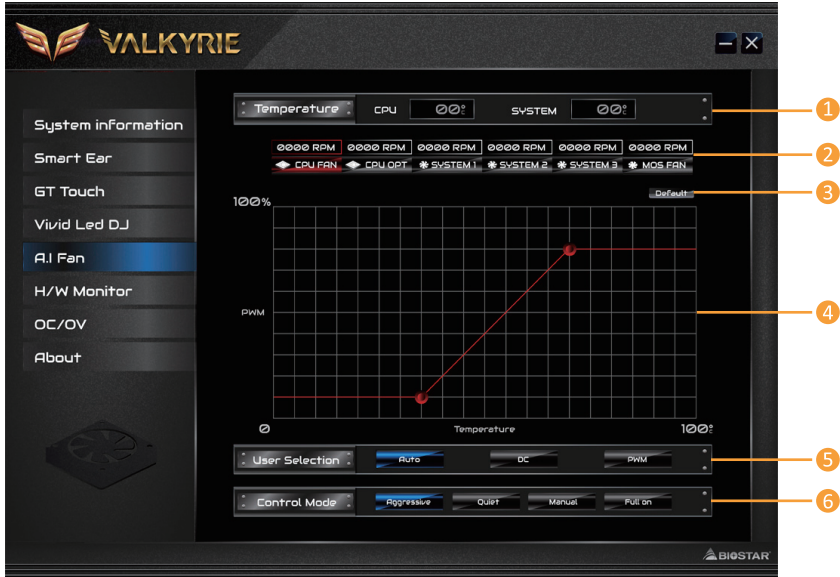 VALKYRIE
System information
Smart Ear
GT Touch
Vivid Led DJ
A.I Fan
H/W Monitor
OC/OV
About
Temperature CPU 00°C SYSTEM 00°C
0000 RPM 0000 RPM 0000 RPM 0000 RPM 0000 RPM 0000 RPM
CPU FAN CPU OPT SYSTEM 1 SYSTEM 2 SYSTEM 3 MOS FAN
Default
100%
PWM
0 Temperature 100°C
User Selection Auto DC PWM
Control Mode Aggressive Quiet Manual Full on
BIOSTAR
1
2
3
4
5
6